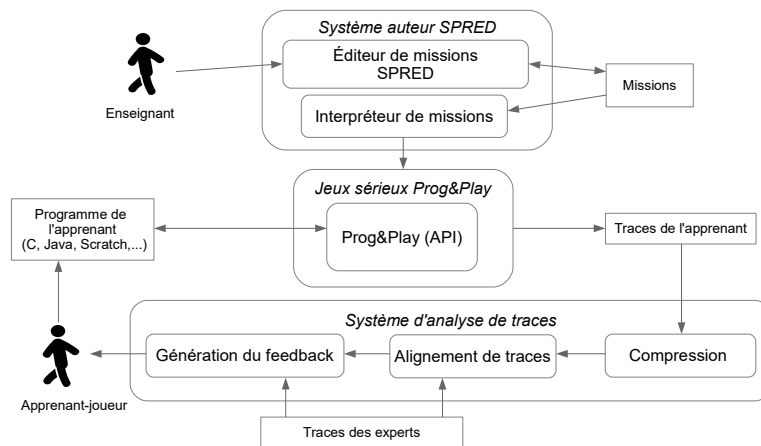 Système auteur SPRED
Éditeur de missions
SPRED
Missions
Enseignant
Interpréteur de missions
Jeux sérieux Prog&Play
Programme de
l'apprenant
(C, Java, Scratch,...)
Prog&Play (API)
Traces de l'apprenant
Système d'analyse de traces
Génération du feedback
Alignement de traces
Compression
Apprenant-joueur
Traces des experts